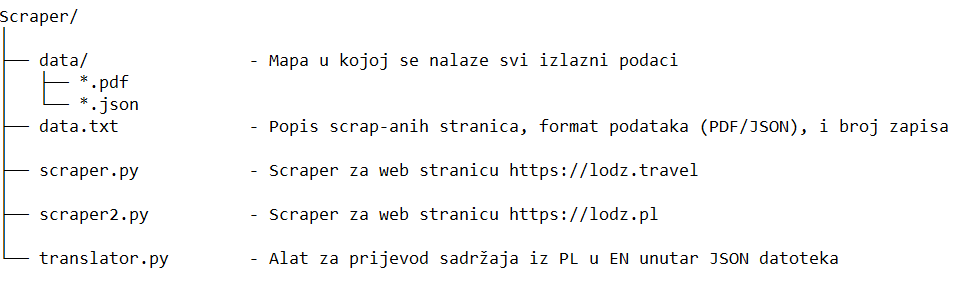 Scraper/
│
├── data/ - Mapa u kojoj se nalaze svi izlazni podaci
│   ├── *.pdf
│   └── *.json
├── data.txt - Popis scrap-anih stranica, format podataka (PDF/JSON), i broj zapisa
│
├── scraper.py - Scraper za web stranicu https://lodz.travel
│
├── scraper2.py - Scraper za web stranicu https://lodz.pl
│
└── translator.py - Alat za prijevod sadržaja iz PL u EN unutar JSON datoteka